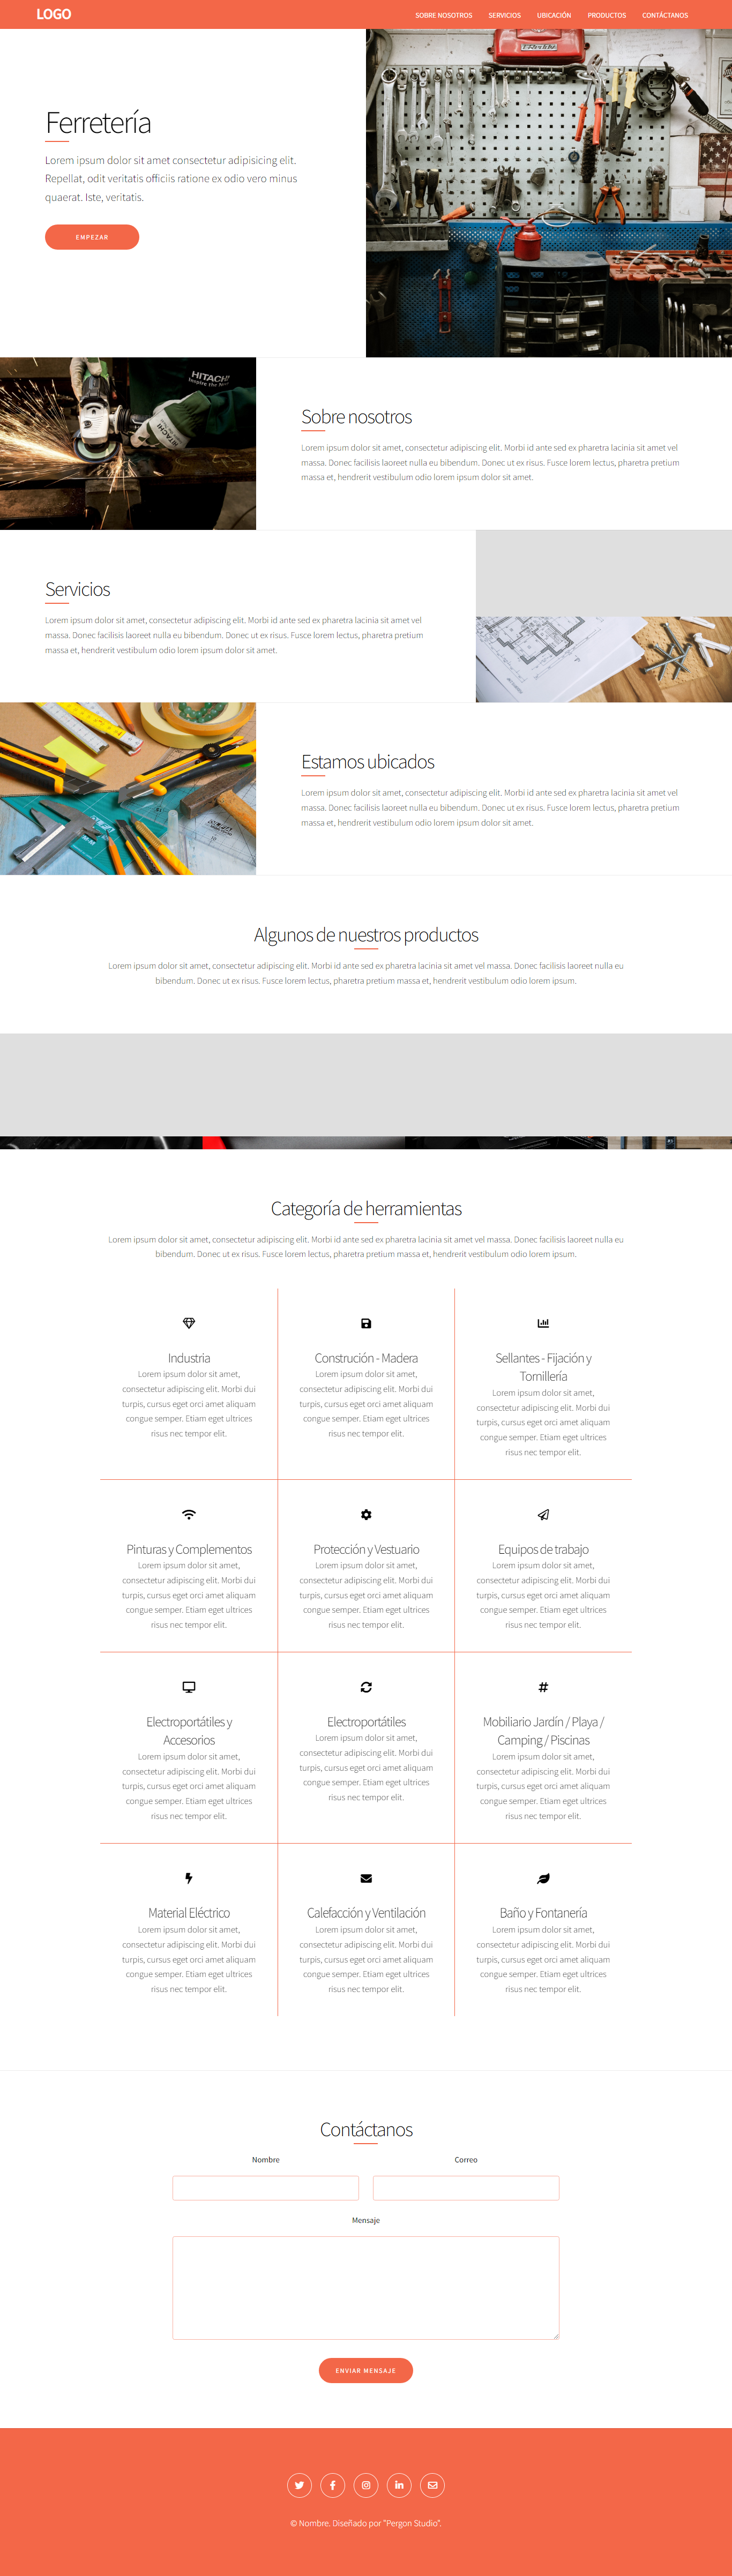 LOGO
SOBRE NOSOTROS SERVICIOS UBICACIÓN PRODUCTOS CONTÁCTANOS
Ferretería
Lorem ipsum dolor sit amet consectetur adipisicing elit.
Repellat, odit veritatis officiis ratione ex odio vero minus
quaerat. Iste, veritatis.
EMPEZAR
HITACHI
Inspire the
HITACHI
Sobre nosotros
Lorem ipsum dolor sit amet, consectetur adipiscing elit. Morbi id ante sed ex pharetra lacinia sit amet vel
massa. Donec facilisis laoreet nulla eu bibendum. Donec ut ex risus. Fusce lorem lectus, pharetra pretium
massa et, hendrerit vestibulum odio lorem ipsum dolor sit amet.
Servicios
Lorem ipsum dolor sit amet, consectetur adipiscing elit. Morbi id ante sed ex pharetra lacinia sit amet vel
massa. Donec facilisis laoreet nulla eu bibendum. Donec ut ex risus. Fusce lorem lectus, pharetra pretium
massa et, hendrerit vestibulum odio lorem ipsum dolor sit amet.
Estamos ubicados
Lorem ipsum dolor sit amet, consectetur adipiscing elit. Morbi id ante sed ex pharetra lacinia sit amet vel
massa. Donec facilisis laoreet nulla eu bibendum. Donec ut ex risus. Fusce lorem lectus, pharetra pretium
massa et, hendrerit vestibulum odio lorem ipsum dolor sit amet.
Algunos de nuestros productos
Lorem ipsum dolor sit amet, consectetur adipiscing elit. Morbi id ante sed ex pharetra lacinia sit amet vel massa. Donec facilisis laoreet nulla eu
bibendum. Donec ut ex risus. Fusce lorem lectus, pharetra pretium massa et, hendrerit vestibulum odio lorem ipsum.
Categoría de herramientas
Lorem ipsum dolor sit amet, consectetur adipiscing elit. Morbi id ante sed ex pharetra lacinia sit amet vel massa. Donec facilisis laoreet nulla eu
bibendum. Donec ut ex risus. Fusce lorem lectus, pharetra pretium massa et, hendrerit vestibulum odio lorem ipsum.
Industria
Lorem ipsum dolor sit amet,
consectetur adipiscing elit. Morbi dui
turpis, cursus eget orci amet aliquam
congue semper. Etiam eget ultrices
risus nec tempor elit.
Construción - Madera
Lorem ipsum dolor sit amet,
consectetur adipiscing elit. Morbi dui
turpis, cursus eget orci amet aliquam
congue semper. Etiam eget ultrices
risus nec tempor elit.
Sellantes - Fijación y
Tornillería
Lorem ipsum dolor sit amet,
consectetur adipiscing elit. Morbi dui
turpis, cursus eget orci amet aliquam
congue semper. Etiam eget ultrices
risus nec tempor elit.
Pinturas y Complementos
Lorem ipsum dolor sit amet,
consectetur adipiscing elit. Morbi dui
turpis, cursus eget orci amet aliquam
congue semper. Etiam eget ultrices
risus nec tempor elit.
Protección y Vestuario
Lorem ipsum dolor sit amet,
consectetur adipiscing elit. Morbi dui
turpis, cursus eget orci amet aliquam
congue semper. Etiam eget ultrices
risus nec tempor elit.
Equipos de trabajo
Lorem ipsum dolor sit amet,
consectetur adipiscing elit. Morbi dui
turpis, cursus eget orci amet aliquam
congue semper. Etiam eget ultrices
risus nec tempor elit.
Electroportátiles y
Accesorios
Lorem ipsum dolor sit amet,
consectetur adipiscing elit. Morbi dui
turpis, cursus eget orci amet aliquam
congue semper. Etiam eget ultrices
risus nec tempor elit.
Electroportátiles
Lorem ipsum dolor sit amet,
consectetur adipiscing elit. Morbi dui
turpis, cursus eget orci amet aliquam
congue semper. Etiam eget ultrices
risus nec tempor elit.
Mobiliario Jardín / Playa /
Camping / Piscinas
Lorem ipsum dolor sit amet,
consectetur adipiscing elit. Morbi dui
turpis, cursus eget orci amet aliquam
congue semper. Etiam eget ultrices
risus nec tempor elit.
Material Eléctrico
Lorem ipsum dolor sit amet,
consectetur adipiscing elit. Morbi dui
turpis, cursus eget orci amet aliquam
congue semper. Etiam eget ultrices
risus nec tempor elit.
Calefacción y Ventilación
Lorem ipsum dolor sit amet,
consectetur adipiscing elit. Morbi dui
turpis, cursus eget orci amet aliquam
congue semper. Etiam eget ultrices
risus nec tempor elit.
Baño y Fontanería
Lorem ipsum dolor sit amet,
consectetur adipiscing elit. Morbi dui
turpis, cursus eget orci amet aliquam
congue semper. Etiam eget ultrices
risus nec tempor elit.
Contáctanos
Nombre Correo
Mensaje
ENVIAR MENSAJE
© Nombre. Diseñado por "Pergon Studio".